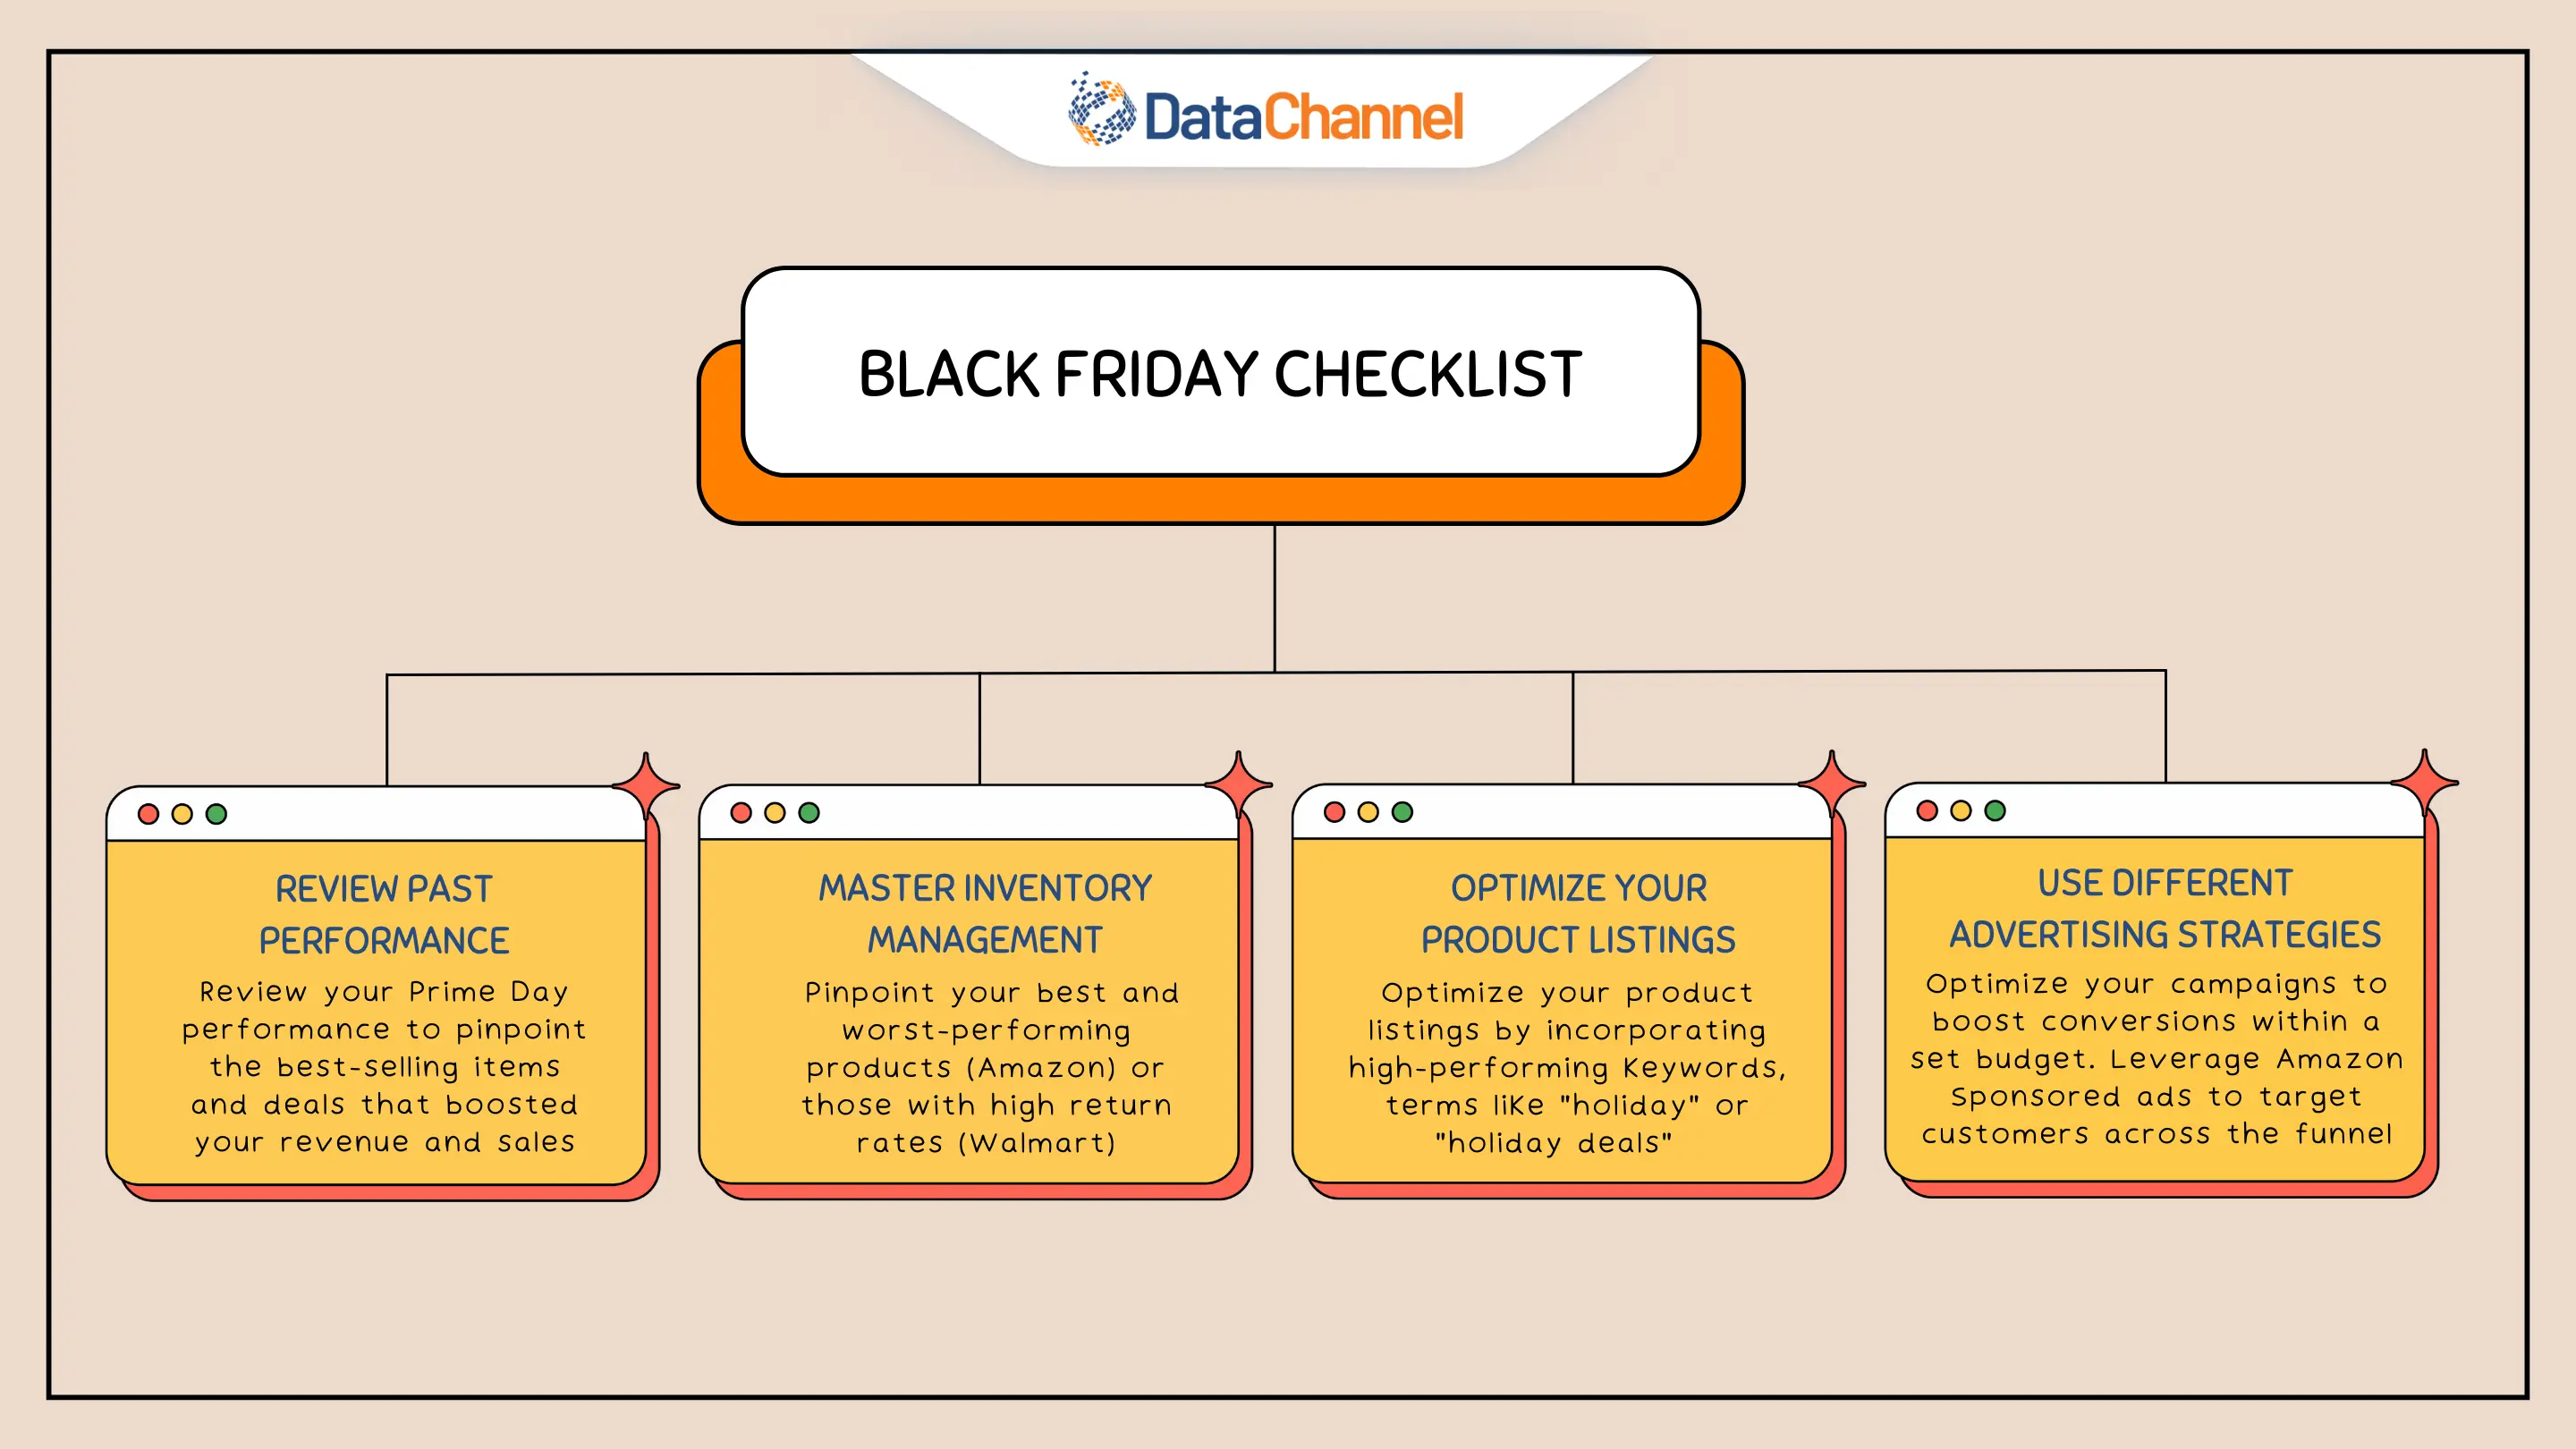 DataChannel
BLACK FRIDAY CHECKLIST
REVIEW PAST
PERFORMANCE
Review your Prime Day
performance to pinpoint
the best-selling items
and deals that boosted
your revenue and sales
MASTER INVENTORY
MANAGEMENT
Pinpoint your best and
worst-performing
products (Amazon) or
those with high return
rates (Walmart)
OPTIMIZE YOUR
PRODUCT LISTINGS
Optimize your product
listings by incorporating
high-performing Keywords,
terms like "holiday" or
"holiday deals"
USE DIFFERENT
ADVERTISING STRATEGIES
Optimize your campaigns to
boost conversions within a
set budget. Leverage Amazon
Sponsored ads to target
customers across the funnel